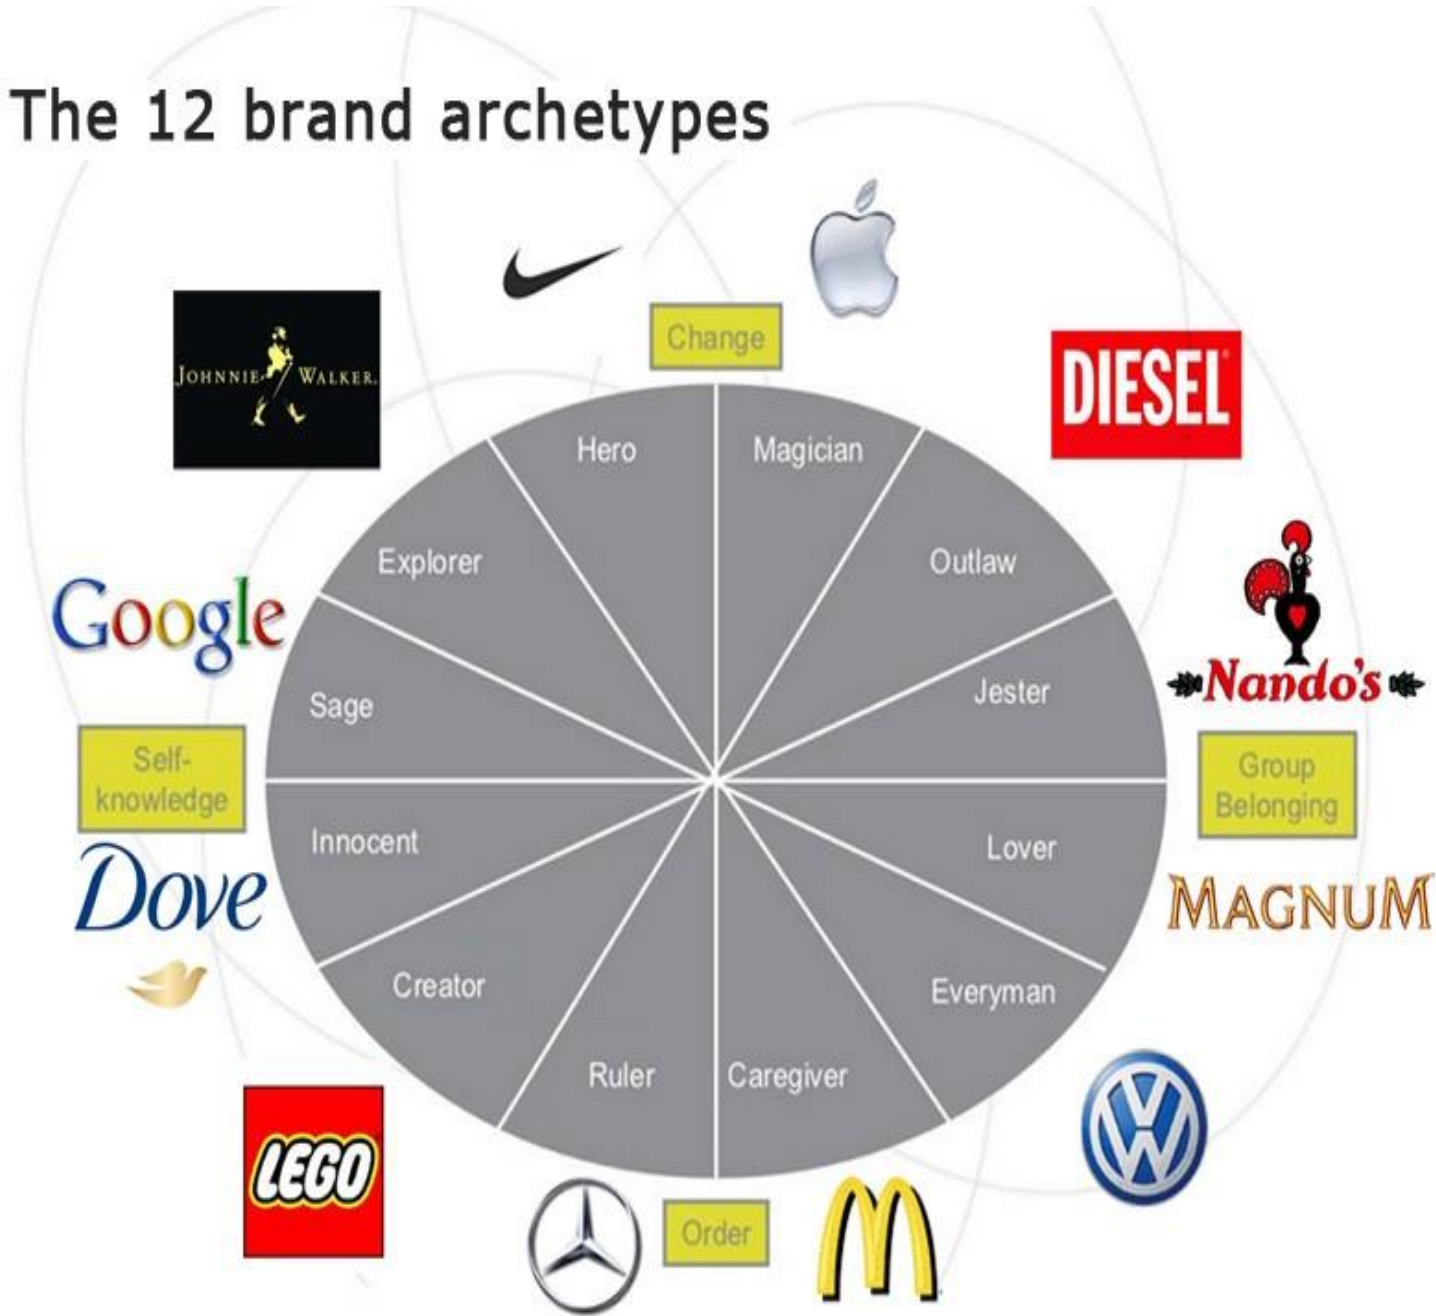 The 12 brand archetypes
JOHNNIE WALKER.
Change
DIESEL
Hero
Magician
Explorer
Outlaw
Google
Nando's
Sage
Jester
Self-
knowledge
Group
Belonging
Innocent
Lover
Dove
MAGNUM
Creator
Everyman
Ruler
Caregiver
LEGO
Order